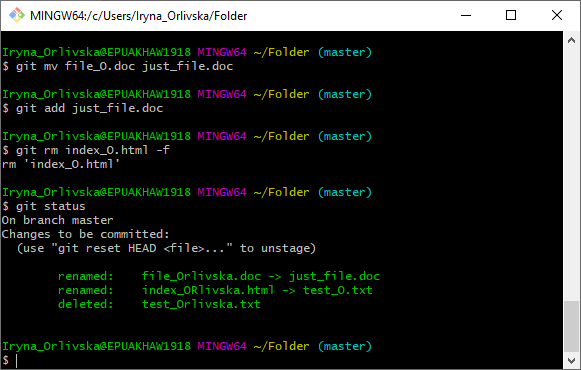 MINGW64:/c/Users/Iryna_Orlivska/Folder
Iryna_Orlivska@EPUAKHAW1918 MINGW64 ~/Folder (master)
$ git mv file_O.doc just_file.doc
Iryna_Orlivska@EPUAKHAW1918 MINGW64 ~/Folder (master)
$ git add just_file.doc
Iryna_Orlivska@EPUAKHAW1918 MINGW64 ~/Folder (master)
$ git rm index_O.html -f
rm 'index_O.html'
Iryna_Orlivska@EPUAKHAW1918 MINGW64 ~/Folder (master)
$ git status
On branch master
Changes to be committed:
  (use "git reset HEAD <file>..." to unstage)
        renamed:    file_Orlivska.doc -> just_file.doc
        renamed:    index_ORlivska.html -> test_O.txt
        deleted:    test_Orlivska.txt
Iryna_Orlivska@EPUAKHAW1918 MINGW64 ~/Folder (master)
$